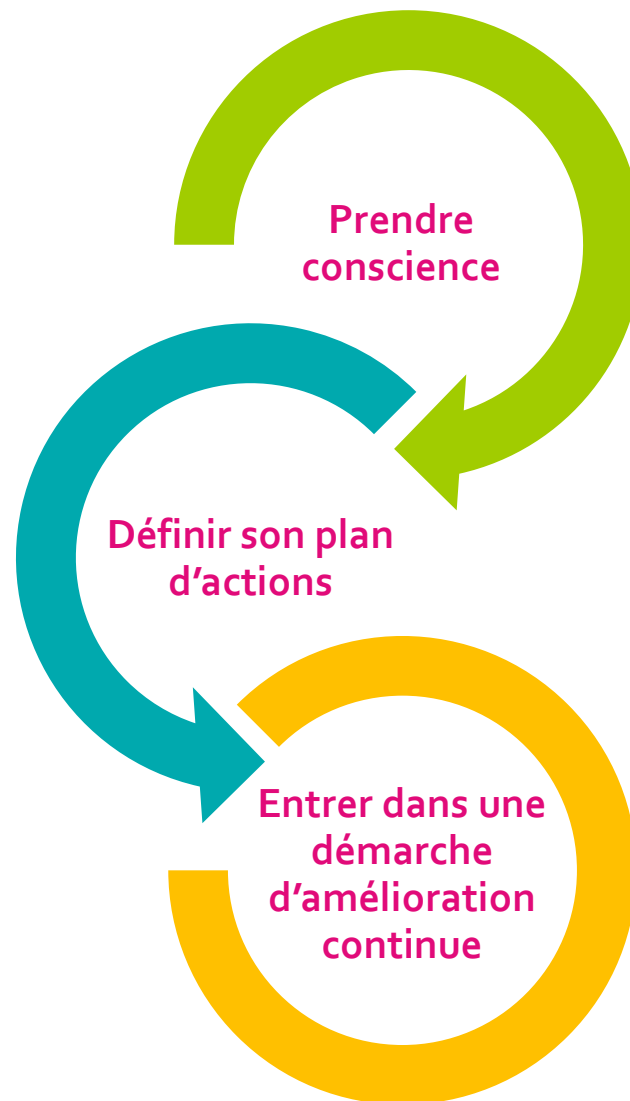 Prendre
conscience
Définir son plan
d’actions
Entrer dans une
démarche
d’amélioration
continue